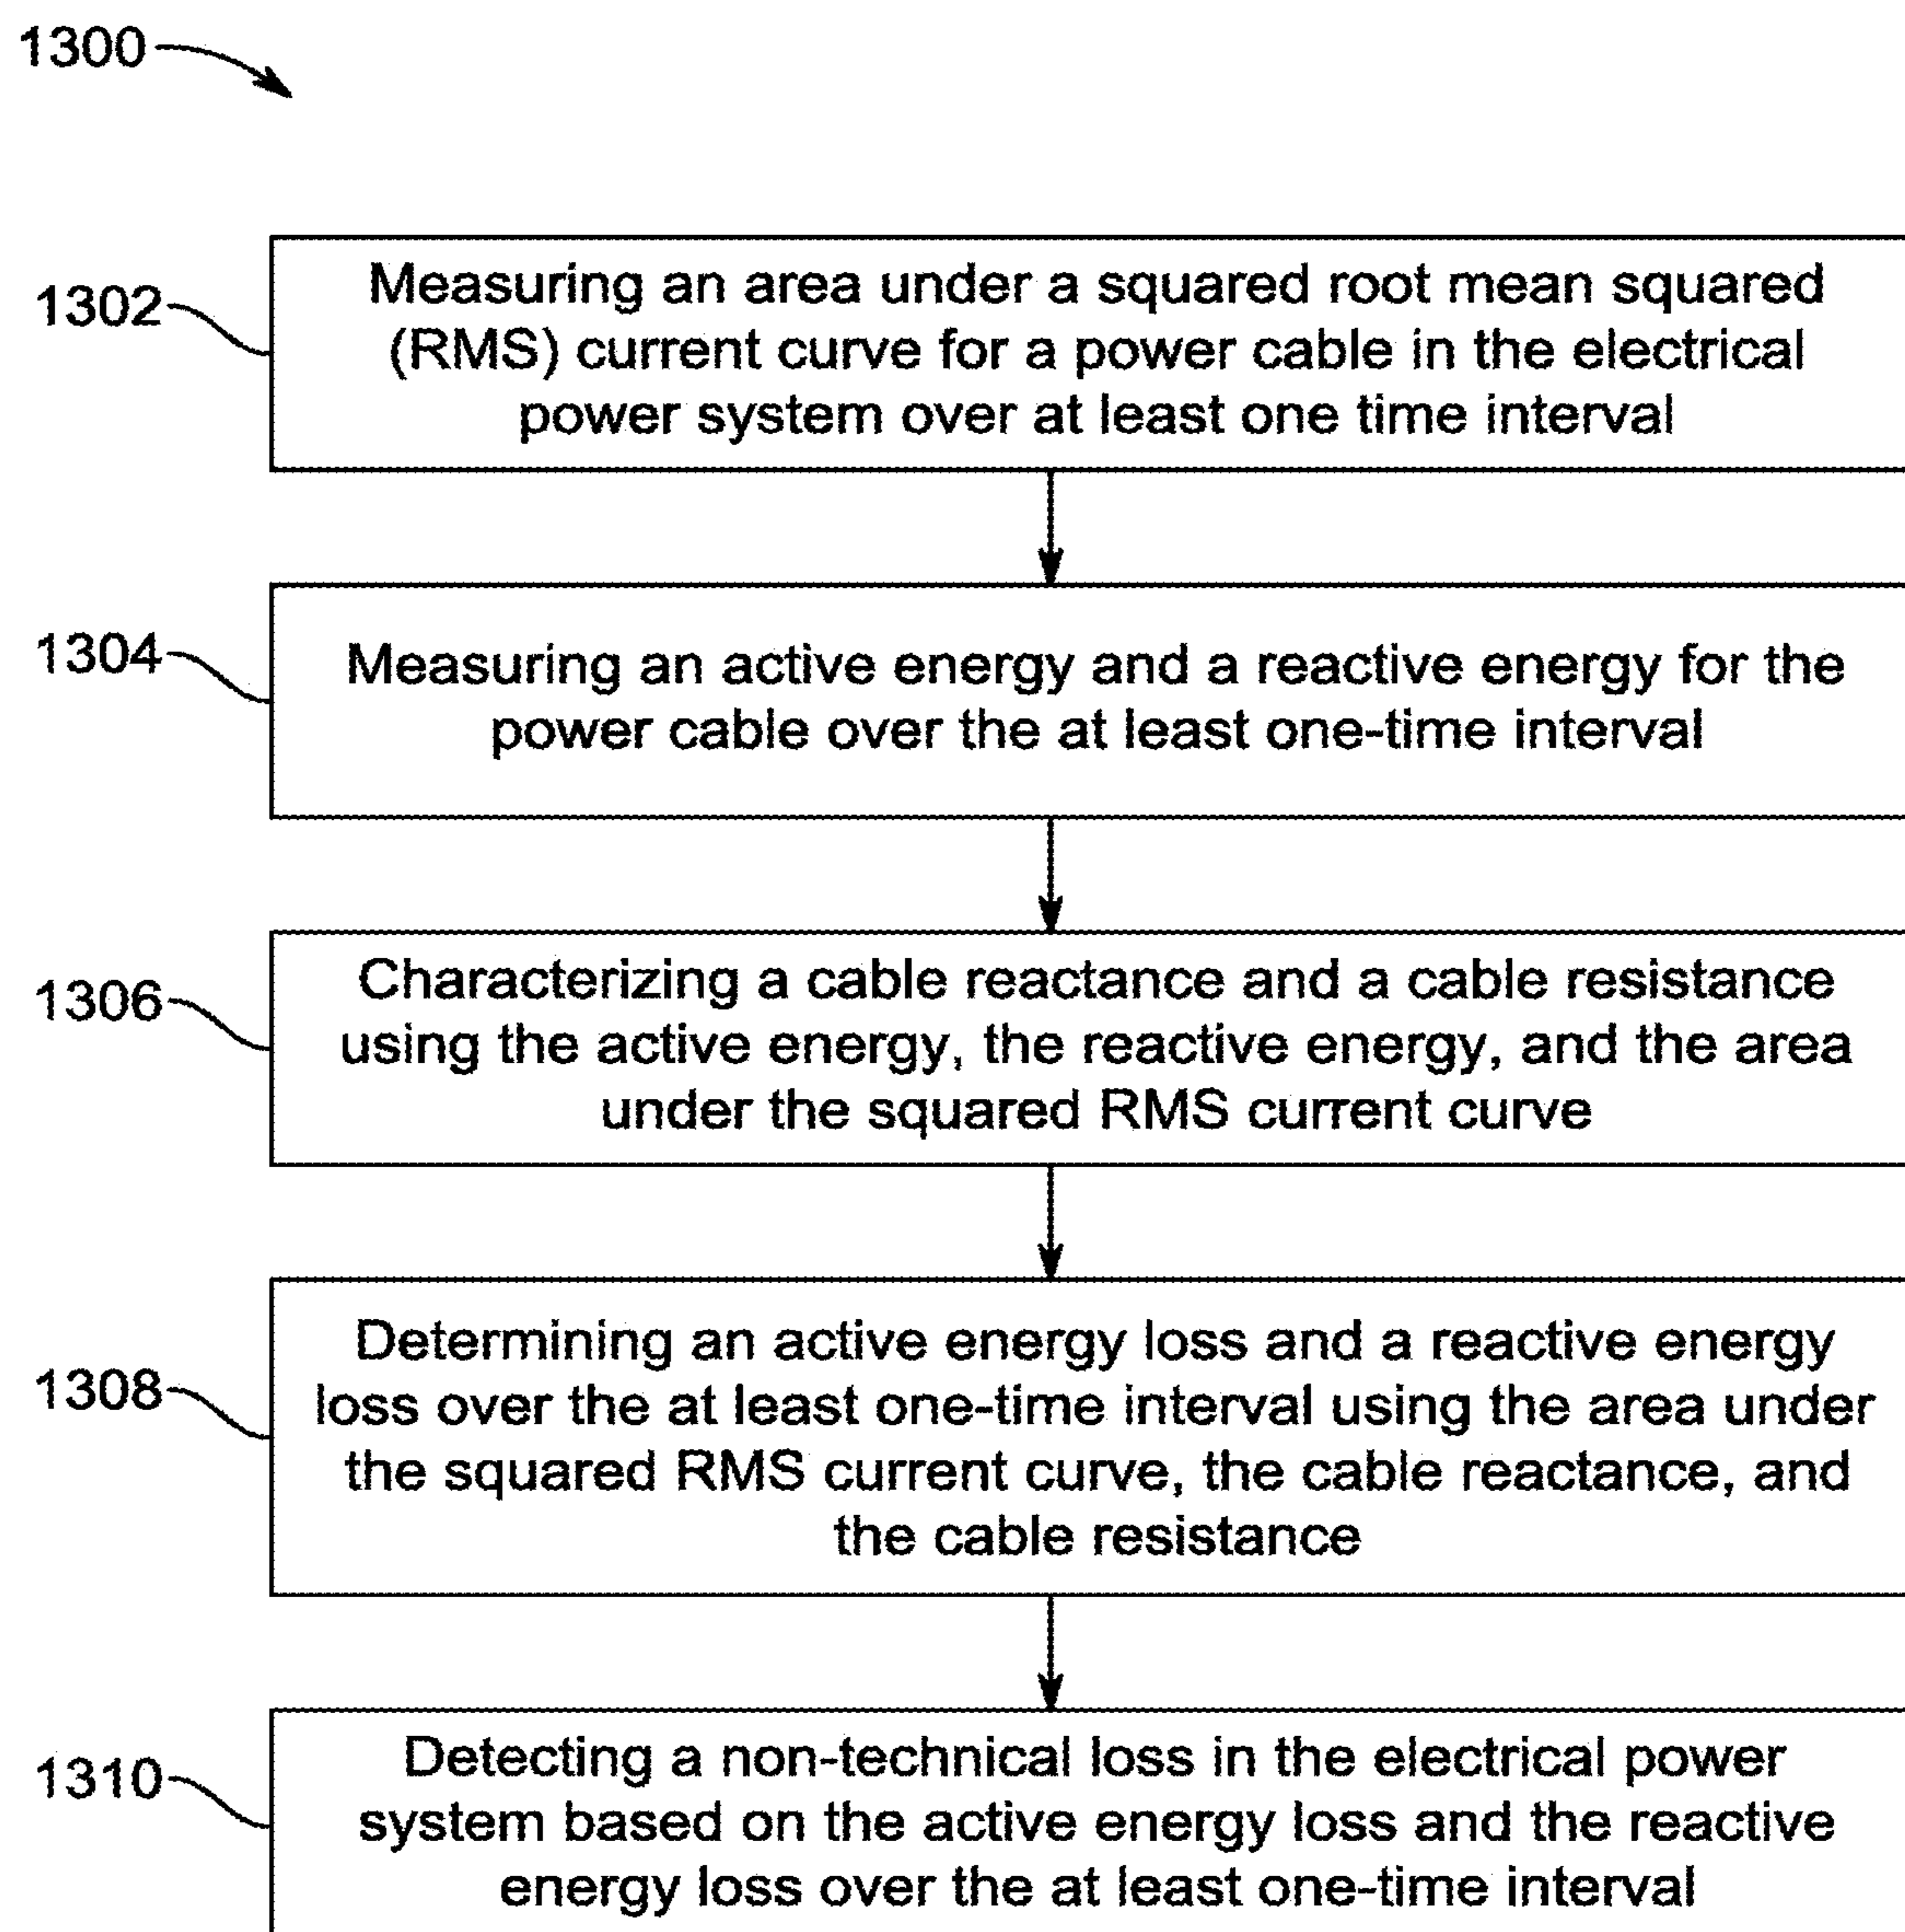 1300
1302
Measuring an area under a squared root mean squared
(RMS) current curve for a power cable in the electrical
power system over at least one time interval
1304
Measuring an active energy and a reactive energy for the
power cable over the at least one-time interval
1306
Characterizing a cable reactance and a cable resistance
using the active energy, the reactive energy, and the area
under the squared RMS current curve
1308
Determining an active energy loss and a reactive energy
loss over the at least one-time interval using the area under
the squared RMS current curve, the cable reactance, and
the cable resistance
1310
Detecting a non-technical loss in the electrical power
system based on the active energy loss and the reactive
energy loss over the at least one-time interval